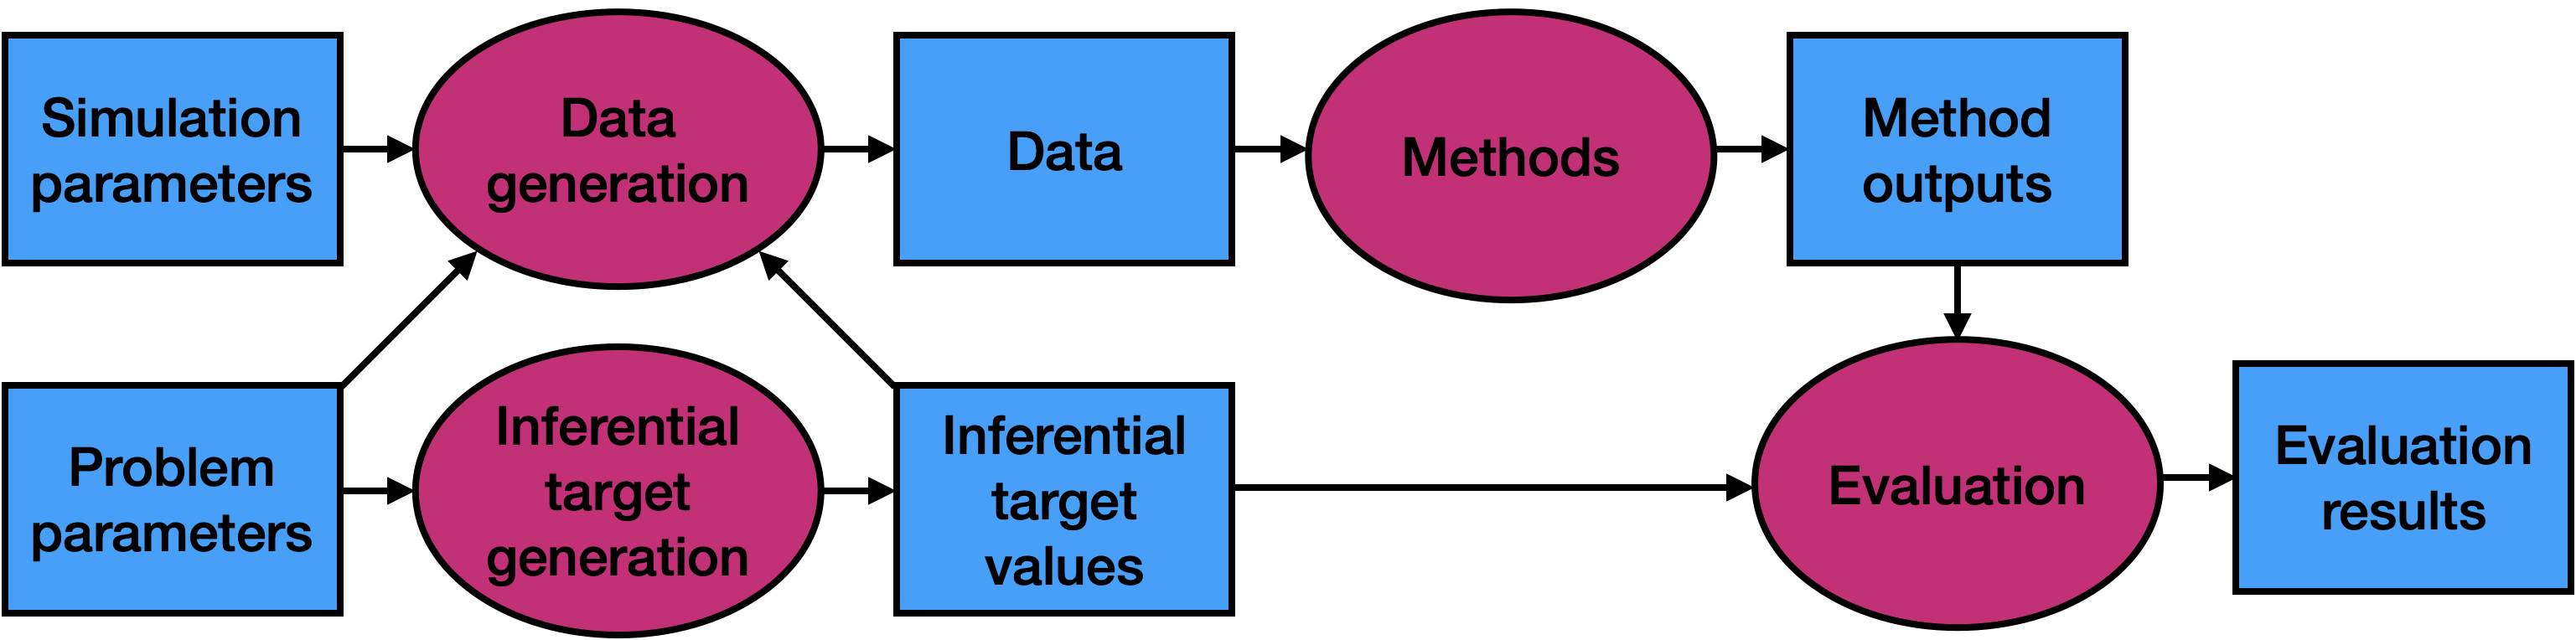 Simulation
parameters
Data
generation
Data
Methods
Method
outputs
Problem
parameters
Inferential
target
generation
Inferential
target
values
Evaluation
Evaluation
results